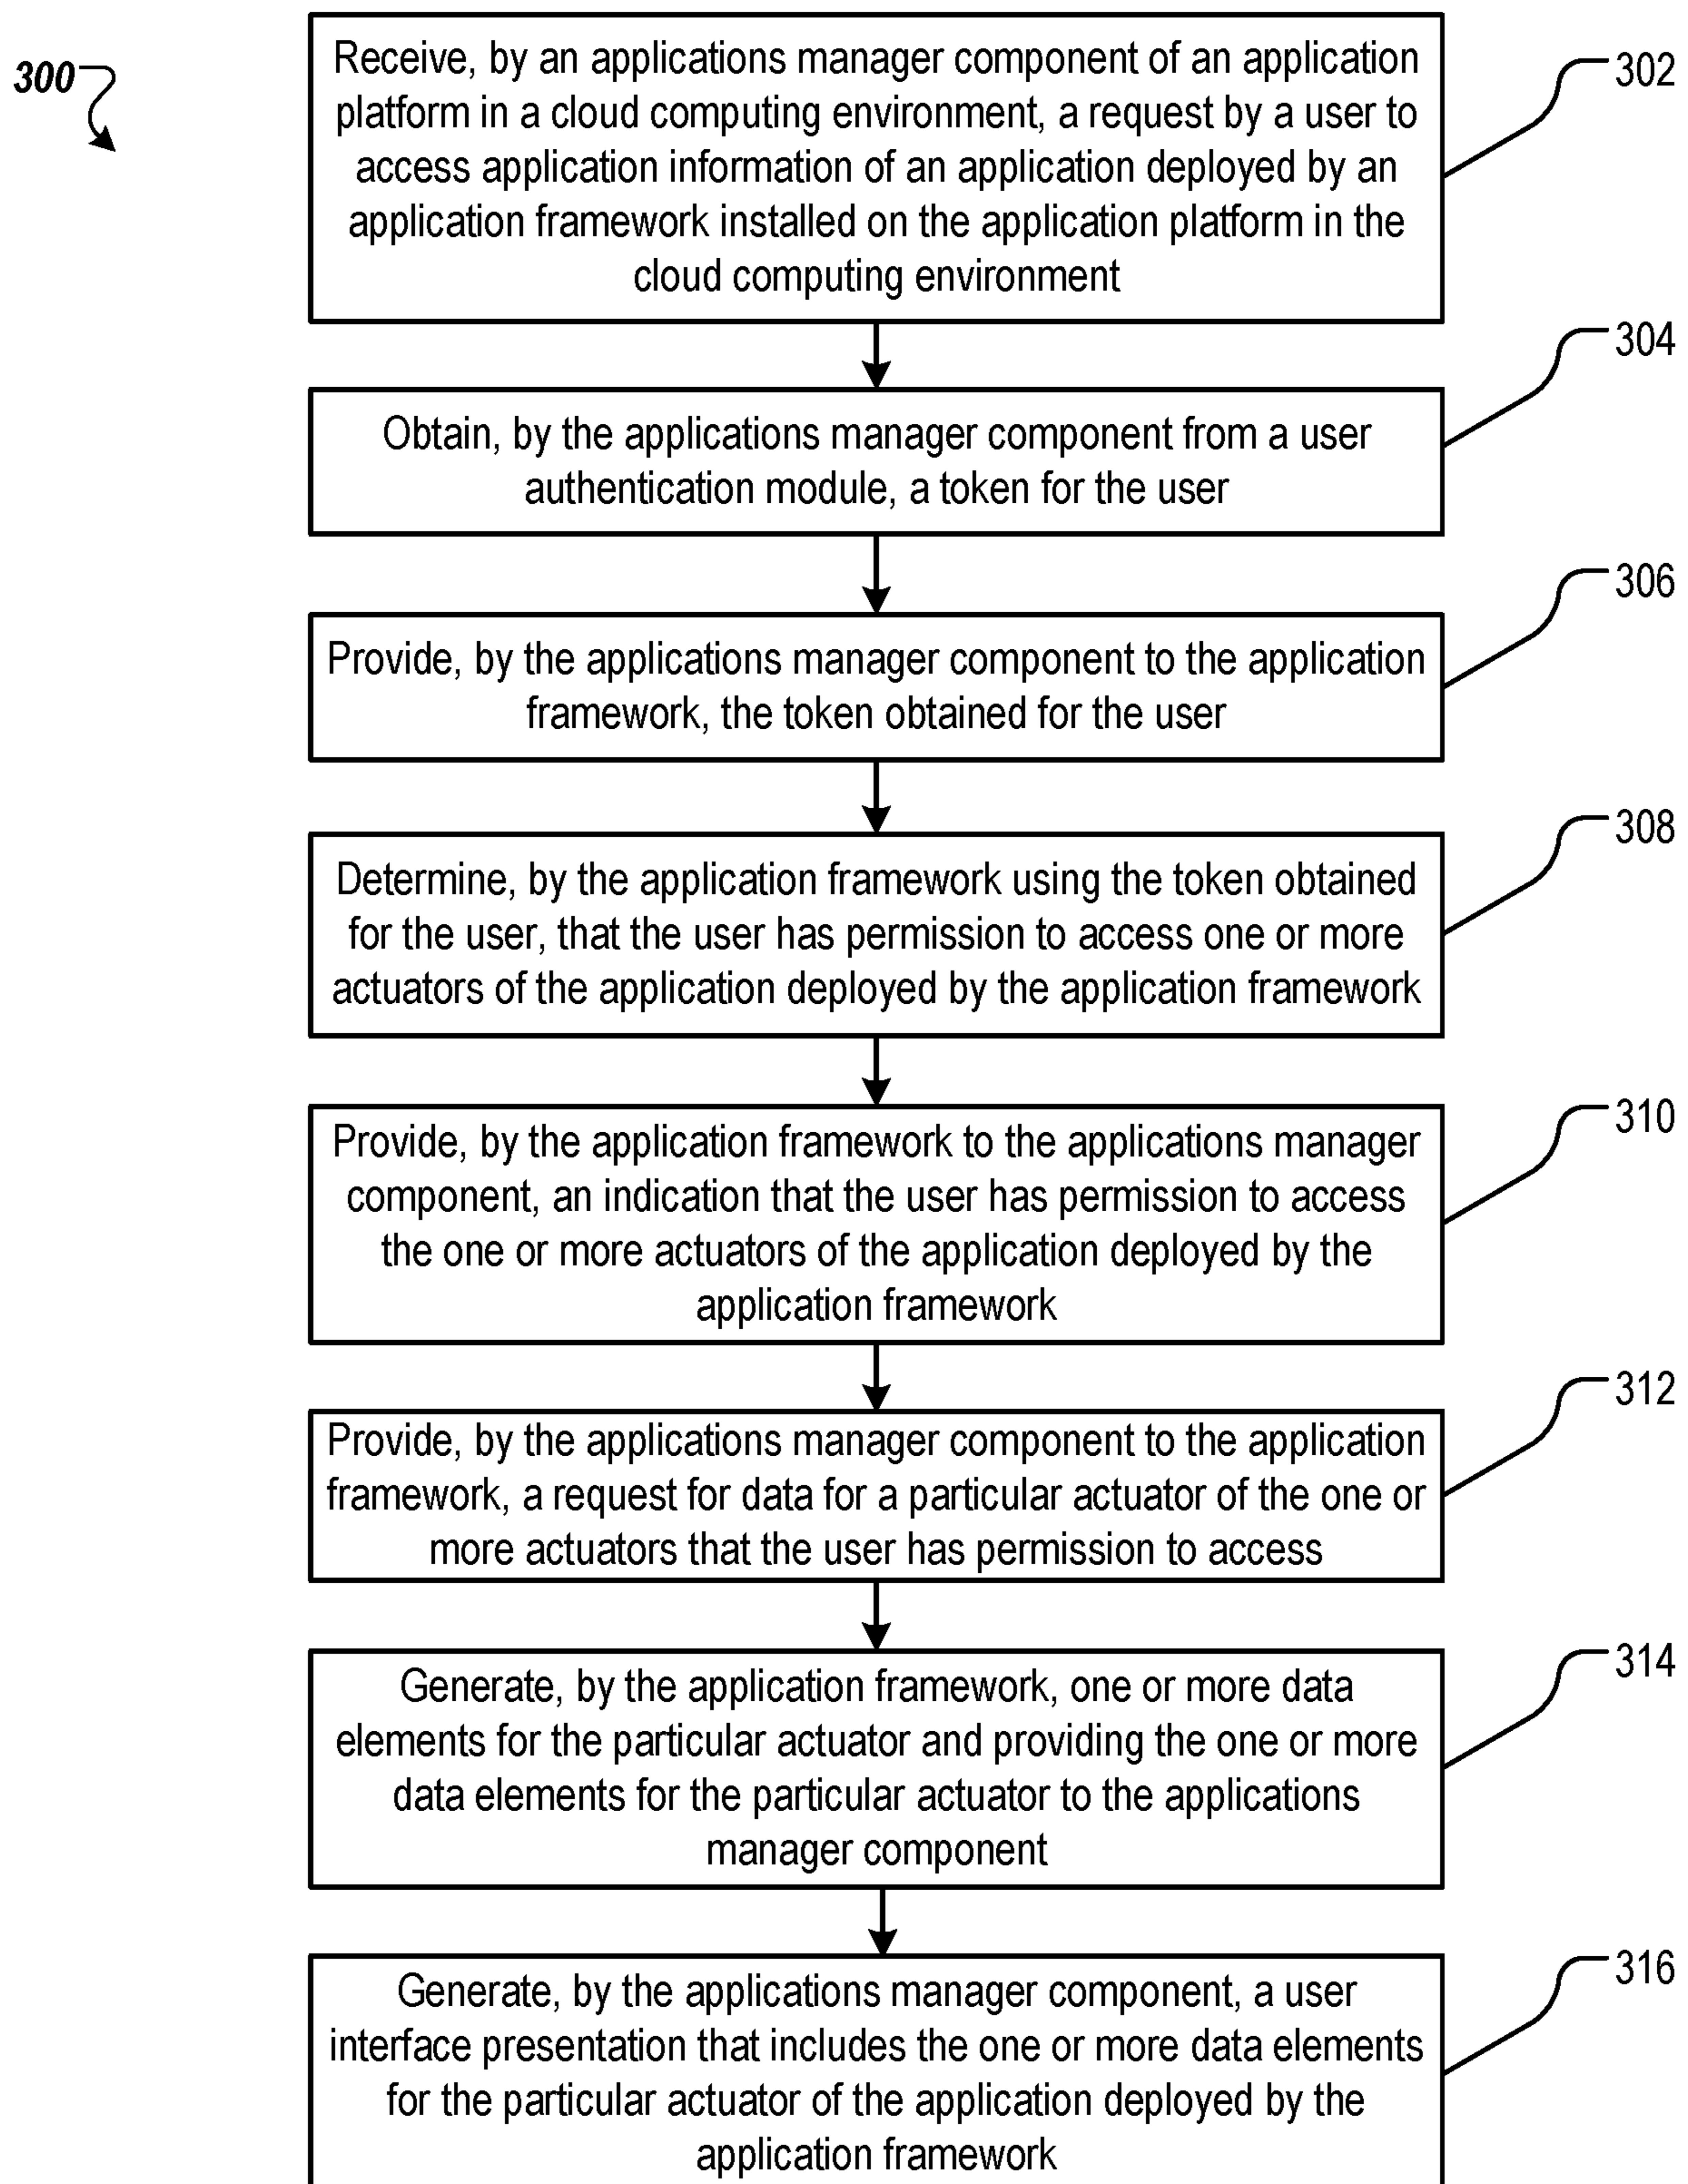 300
Receive, by an applications manager component of an application
platform in a cloud computing environment, a request by a user to
access application information of an application deployed by an
application framework installed on the application platform in the
cloud computing environment
302
Obtain, by the applications manager component from a user
authentication module, a token for the user
304
Provide, by the applications manager component to the application
framework, the token obtained for the user
306
Determine, by the application framework using the token obtained
for the user, that the user has permission to access one or more
actuators of the application deployed by the application framework
308
Provide, by the application framework to the applications manager
component, an indication that the user has permission to access
the one or more actuators of the application deployed by the
application framework
310
Provide, by the applications manager component to the application
framework, a request for data for a particular actuator of the one or
more actuators that the user has permission to access
312
Generate, by the application framework, one or more data
elements for the particular actuator and providing the one or more
data elements for the particular actuator to the applications
manager component
314
Generate, by the applications manager component, a user
interface presentation that includes the one or more data elements
for the particular actuator of the application deployed by the
application framework
316